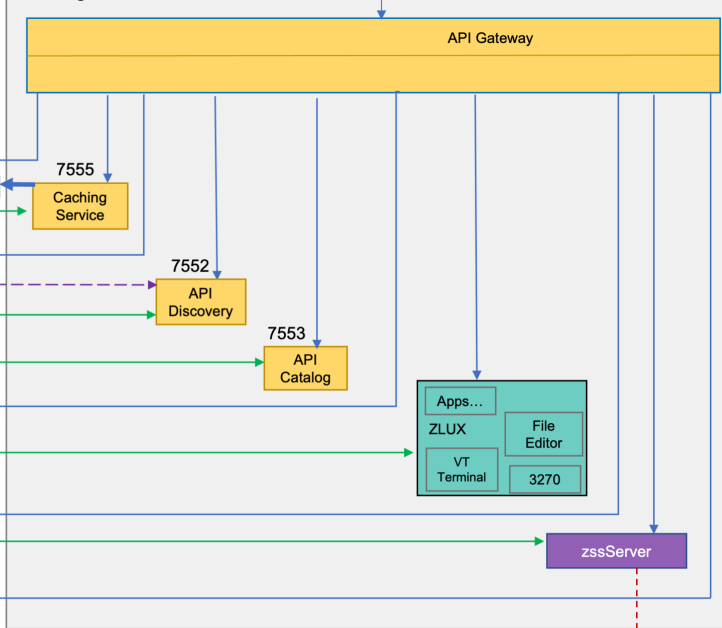 API Gateway
7555
Caching
Service
7552
API
Discovery
7553
API
Catalog
Apps...
ZLUX
File
Editor
VT
Terminal
3270
zssServer